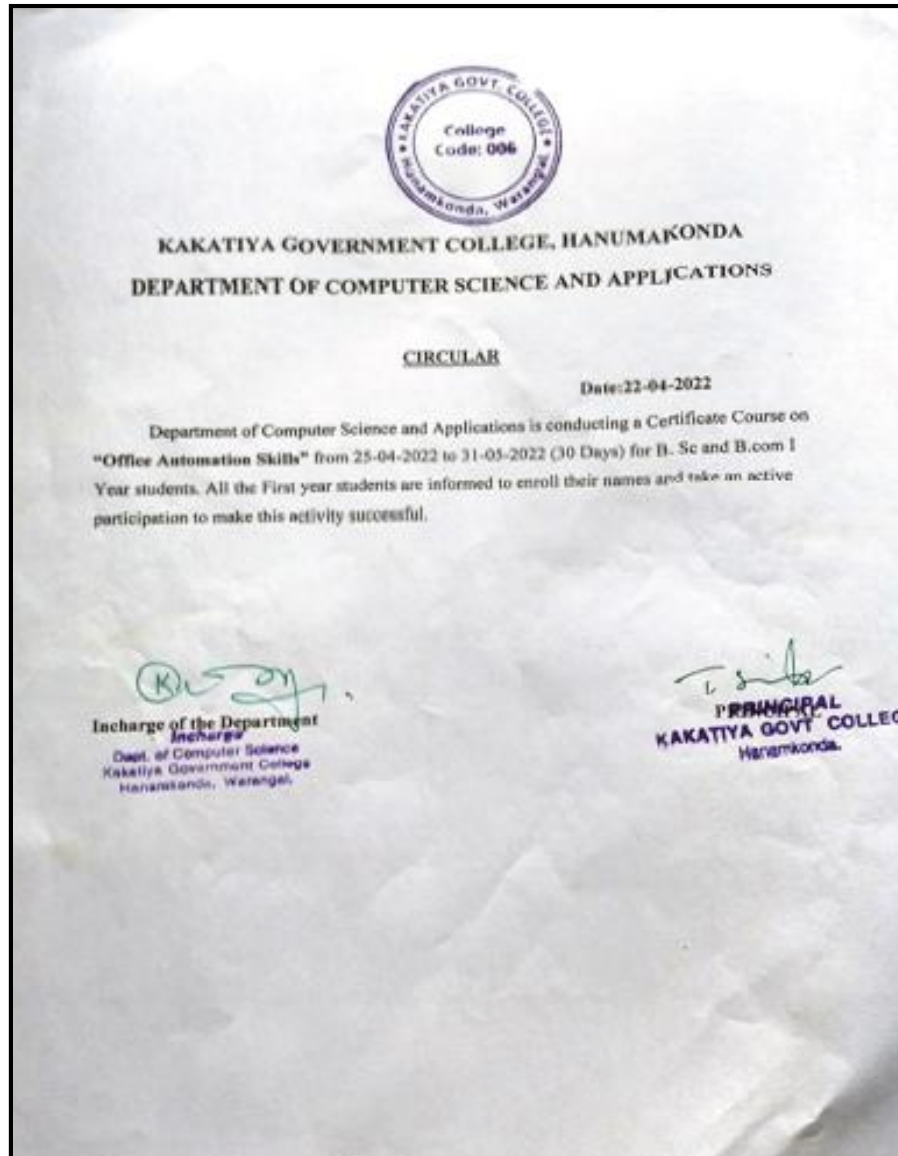 KAKATIYA GOVT. COLLEGE
College
Code: 006
Hanamkonda, Warangal.
KAKATIYA GOVERNMENT COLLEGE, HANUMAKONDA
DEPARTMENT OF COMPUTER SCIENCE AND APPLICATIONS
CIRCULAR
Date:22-04-2022
Department of Computer Science and Applications is conducting a Certificate Course on
“Office Automation Skills” from 25-04-2022 to 31-05-2022 (30 Days) for B. Sc and B.com I
Year students. All the First year students are informed to enroll their names and take an active
participation to make this activity successful.
Incharge of the Department
Incharge
Dept. of Computer Science
Kakatiya Government College
Hanamkonda, Warangal.
PRINCIPAL
PRINCIPAL
KAKATIYA GOVT COLLEG
Hanamkonda.